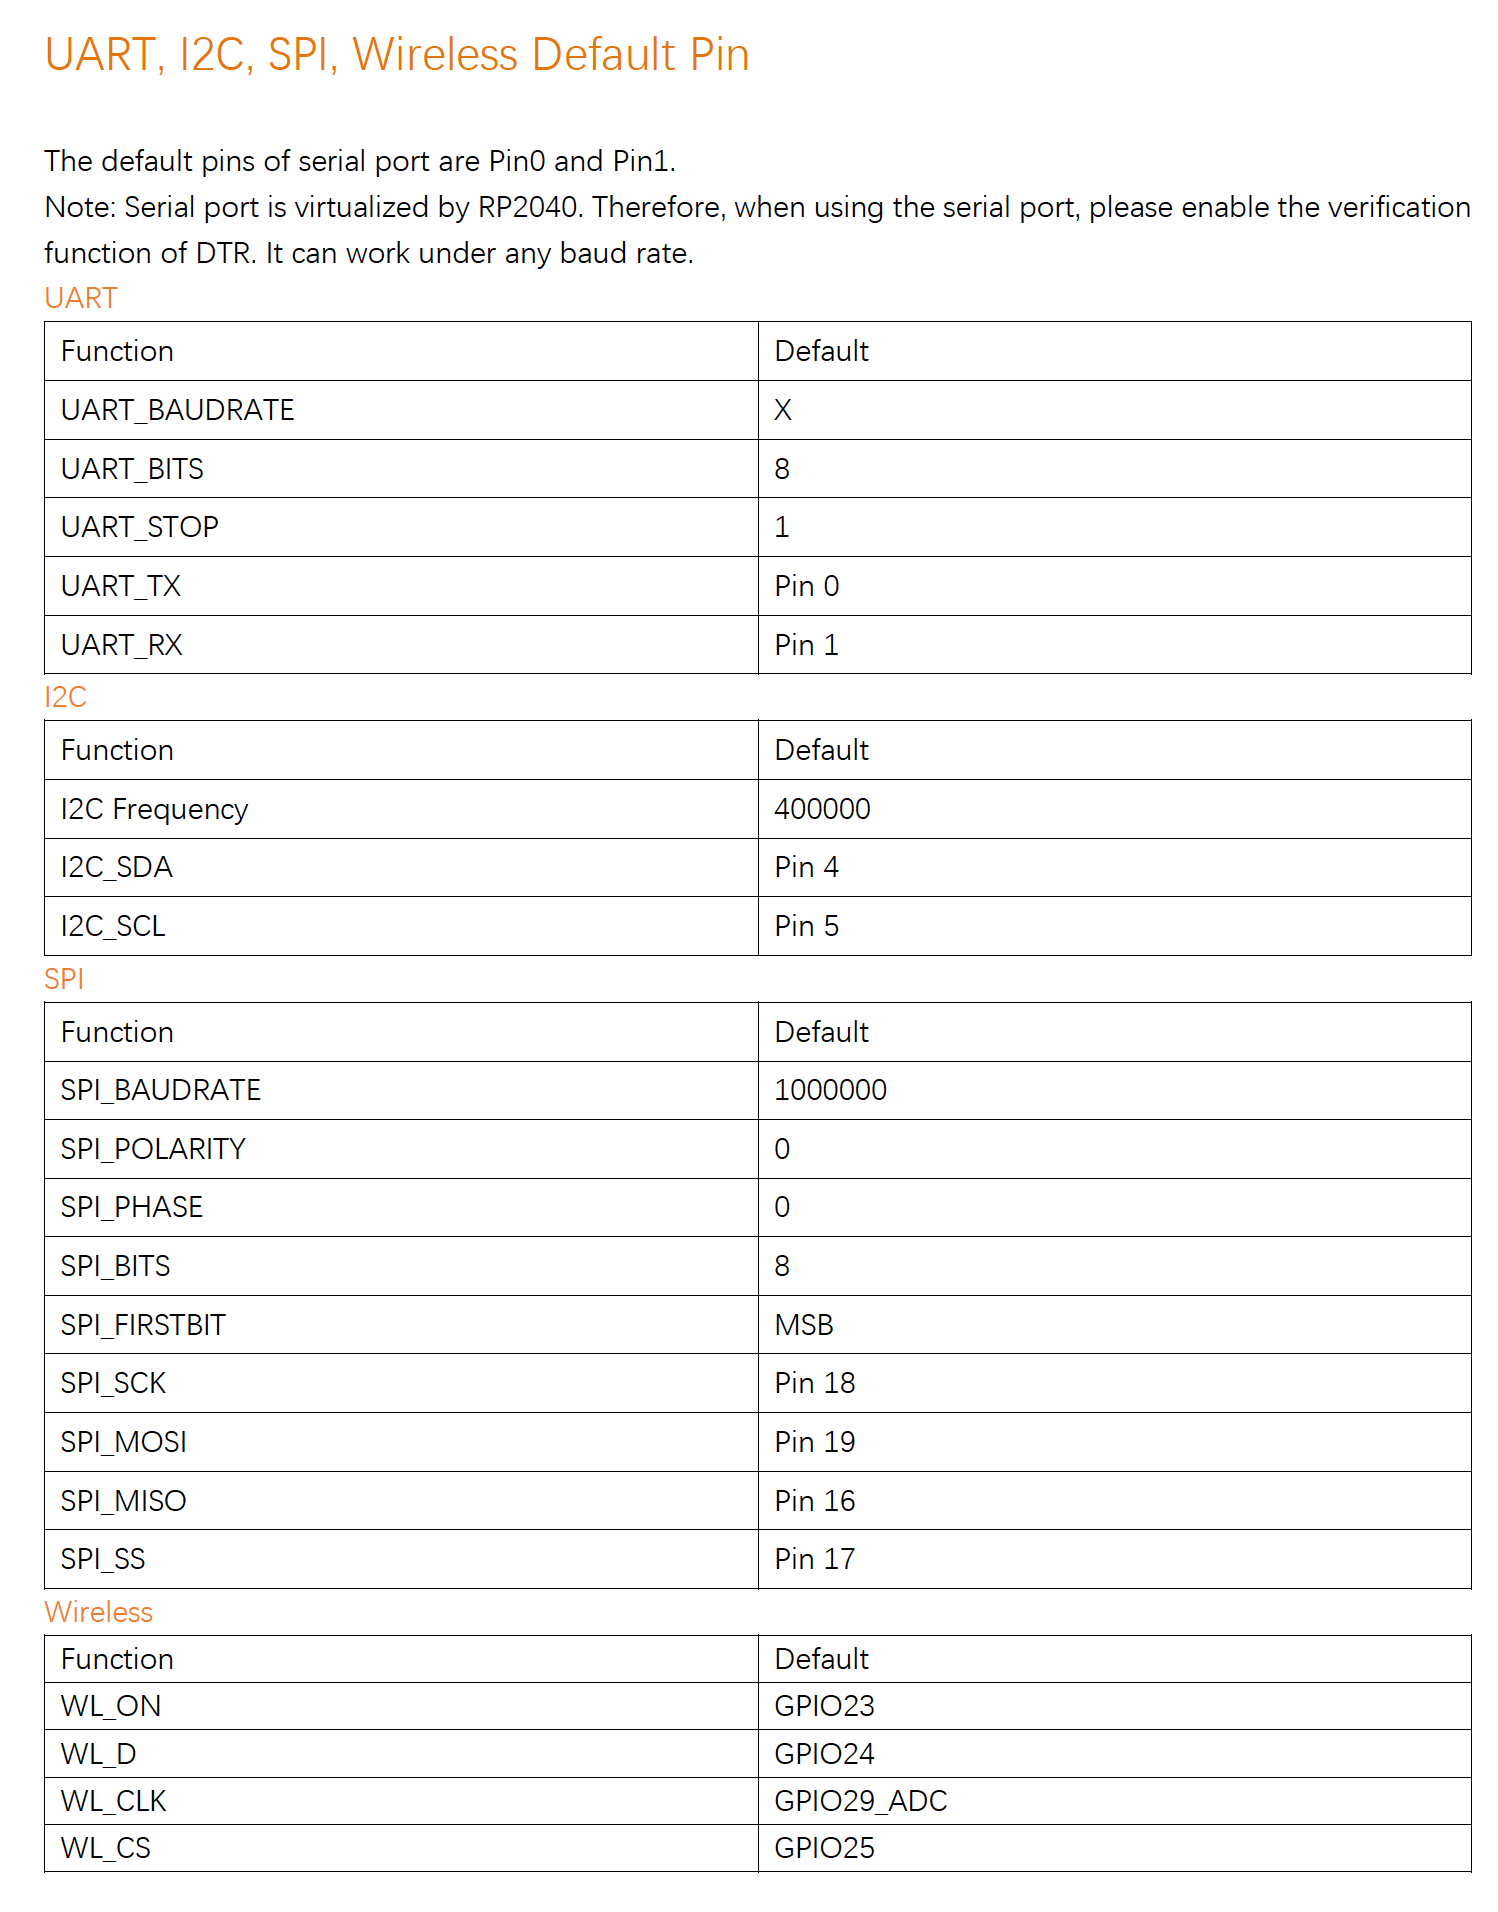 UART, I2C, SPI, Wireless Default Pin
The default pins of serial port are Pin0 and Pin1.
Note: Serial port is virtualized by RP2040. Therefore, when using the serial port, please enable the verification
function of DTR. It can work under any baud rate.
UART
Function Default
UART_BAUDRATE X
UART_BITS 8
UART_STOP 1
UART_TX Pin 0
UART_RX Pin 1
I2C
Function Default
I2C Frequency 400000
I2C_SDA Pin 4
I2C_SCL Pin 5
SPI
Function Default
SPI_BAUDRATE 1000000
SPI_POLARITY 0
SPI_PHASE 0
SPI_BITS 8
SPI_FIRSTBIT MSB
SPI_SCK Pin 18
SPI_MOSI Pin 19
SPI_MISO Pin 16
SPI_SS Pin 17
Wireless
Function Default
WL_ON GPIO23
WL_D GPIO24
WL_CLK GPIO29_ADC
WL_CS GPIO25